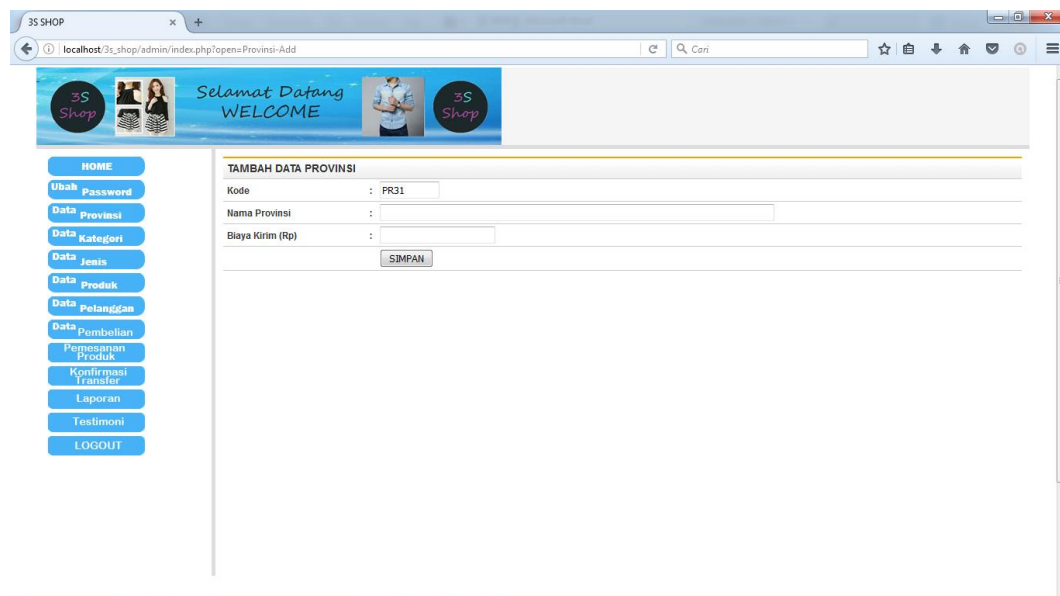 3S SHOP
localhost/3s_shop/admin/index.php?open=Provinsi-Add
Cari
3S
Shop
Selamat Datang
WELCOME
3S
Shop
HOME
Ubah Password
Data Provinsi
Data Kategori
Data Jenis
Data Produk
Data Pelanggan
Data Pembelian
Pemesanan
Produk
Konfirmasi
Transfer
Laporan
Testimoni
LOGOUT
TAMBAH DATA PROVINSI
Kode : PR31
Nama Provinsi :
Biaya Kirim (Rp) :
SIMPAN